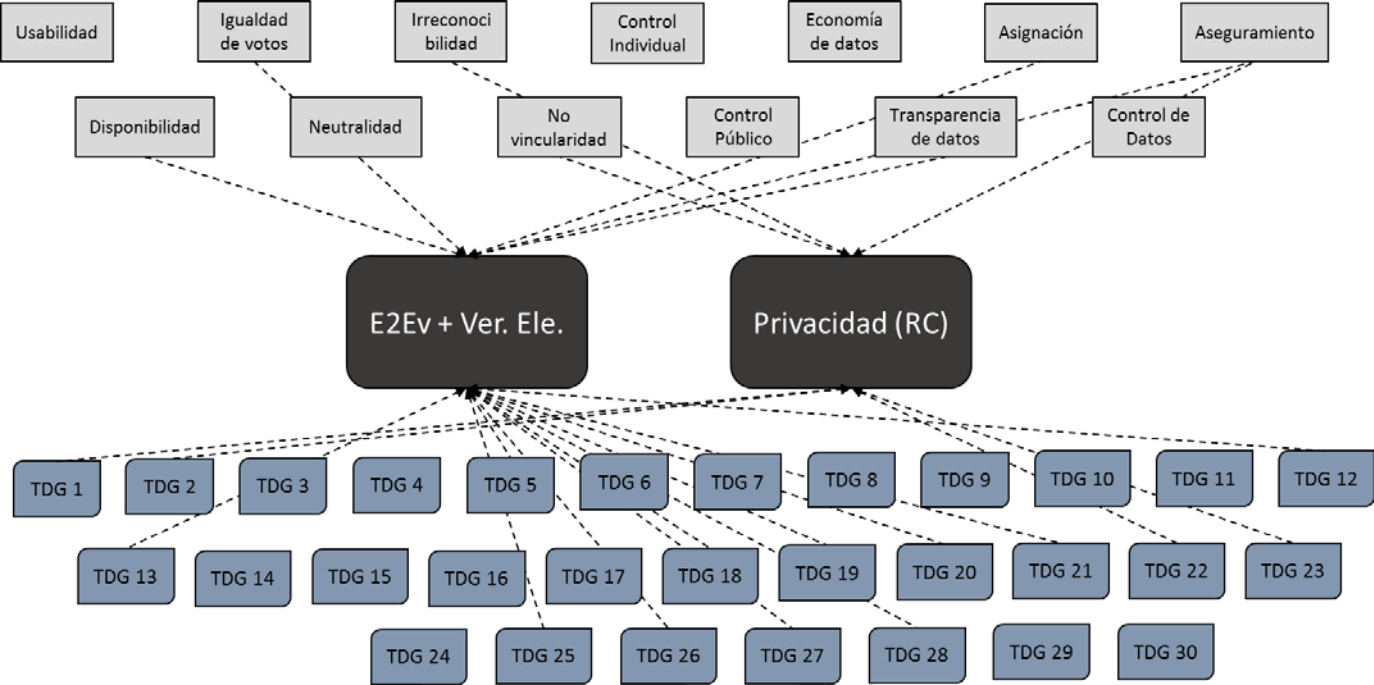 Usabilidad
Igualdad
de votos
Irreconoci
bilidad
Control
Individual
Economía
de datos
Asignación
Aseguramiento
Disponibilidad
Neutralidad
No
vincularidad
Control
Público
Transparencia
de datos
Control de
Datos
E2Ev + Ver. Ele.
Privacidad (RC)
TDG 1
TDG 2
TDG 3
TDG 4
TDG 5
TDG 6
TDG 7
TDG 8
TDG 9
TDG 10
TDG 11
TDG 12
TDG 13
TDG 14
TDG 15
TDG 16
TDG 17
TDG 18
TDG 19
TDG 20
TDG 21
TDG 22
TDG 23
TDG 24
TDG 25
TDG 26
TDG 27
TDG 28
TDG 29
TDG 30